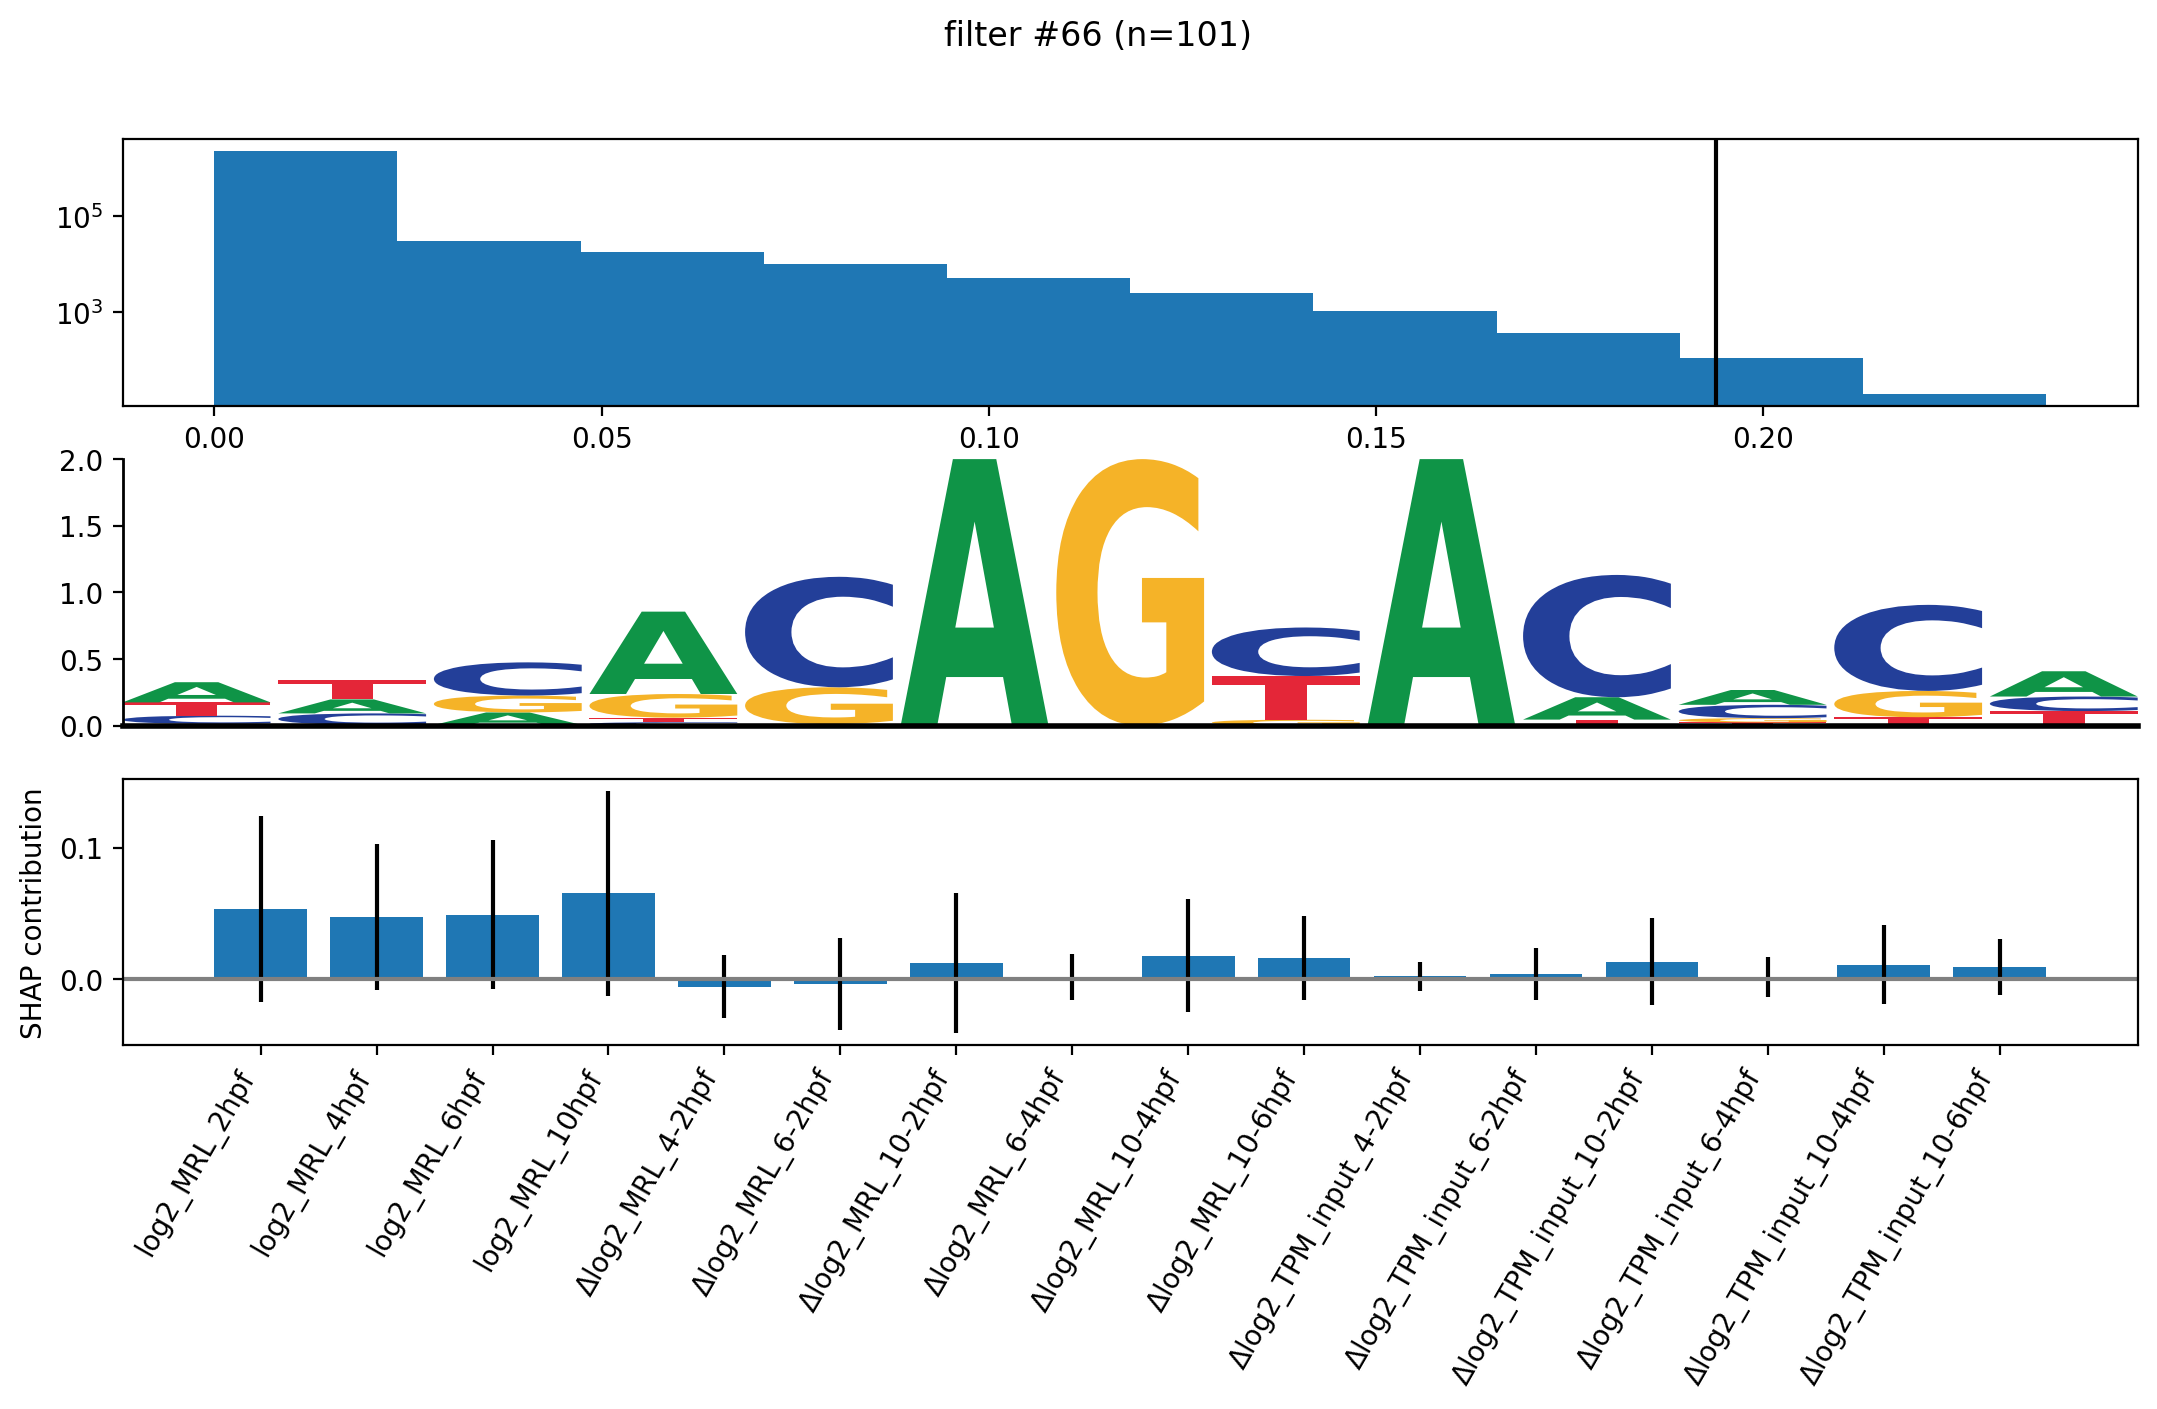 filter #66 (n=101)
10^5
10^3
0.00 0.05 0.10 0.15 0.20
2.0
1.5
1.0
0.5
0.0
A T C A C A G C A C A C A
T A G G G T A C G C
C C A T G T G T T
SHAP contribution
0.1
0.0
log2_MRL_2hpf
log2_MRL_4hpf
log2_MRL_6hpf
log2_MRL_10hpf
Δlog2_MRL_4-2hpf
Δlog2_MRL_6-2hpf
Δlog2_MRL_10-2hpf
Δlog2_MRL_6-4hpf
Δlog2_MRL_10-4hpf
Δlog2_MRL_10-6hpf
Δlog2_TPM_input_4-2hpf
Δlog2_TPM_input_6-2hpf
Δlog2_TPM_input_10-2hpf
Δlog2_TPM_input_6-4hpf
Δlog2_TPM_input_10-4hpf
Δlog2_TPM_input_10-6hpf